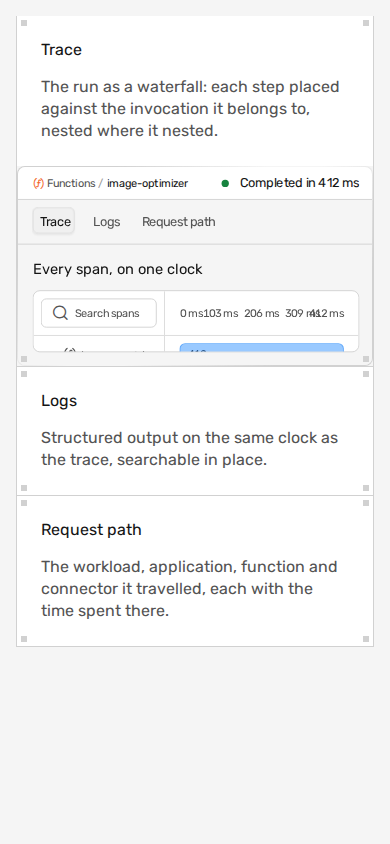 Trace
The run as a waterfall: each step placed
against the invocation it belongs to,
nested where it nested.
Functions / image-optimizer
Completed in 412 ms
Trace
Logs
Request path
Every span, on one clock
Search spans
0 ms 103 ms 206 ms 309 ms 412 ms
Logs
Structured output on the same clock as
the trace, searchable in place.
Request path
The workload, application, function and
connector it travelled, each with the
time spent there.